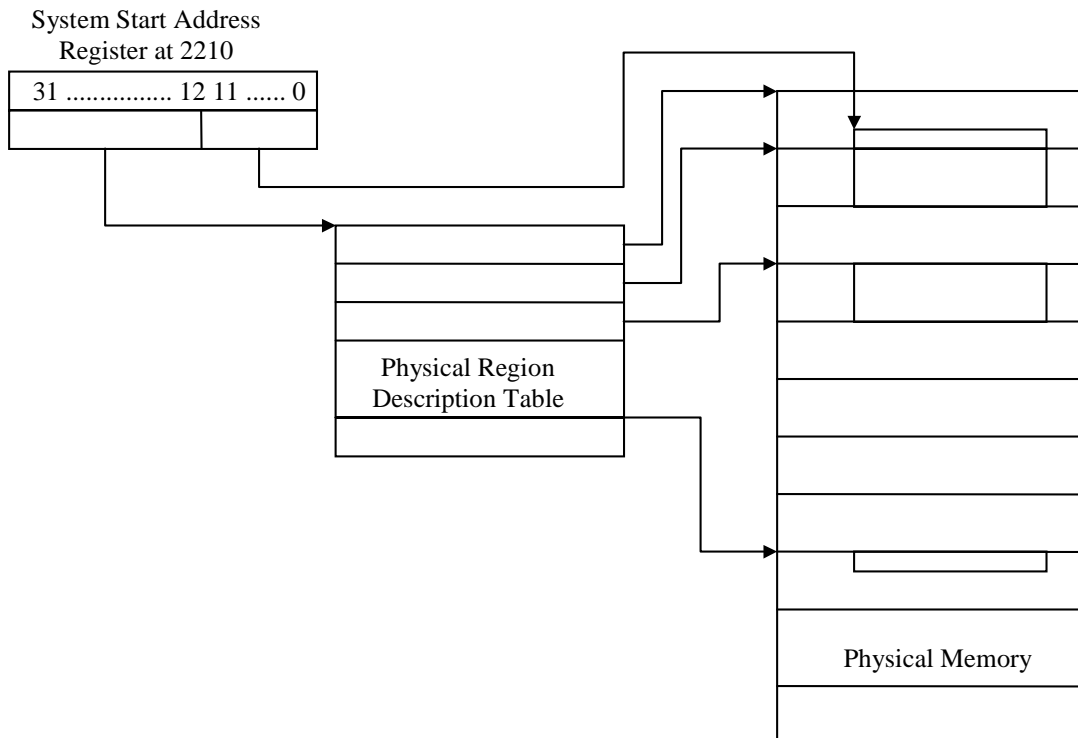 System Start Address
Register at 2210
31 ................ 12 11 ...... 0
Physical Region
Description Table
Physical Memory